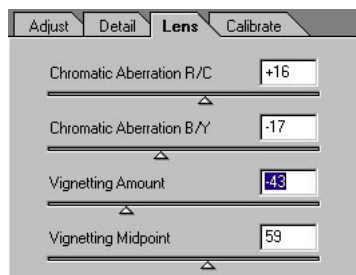 Adjust Detail Lens Calibrate
Chromatic Aberration R/C +16
Chromatic Aberration B/Y -17
Vignetting Amount -43
Vignetting Midpoint 59